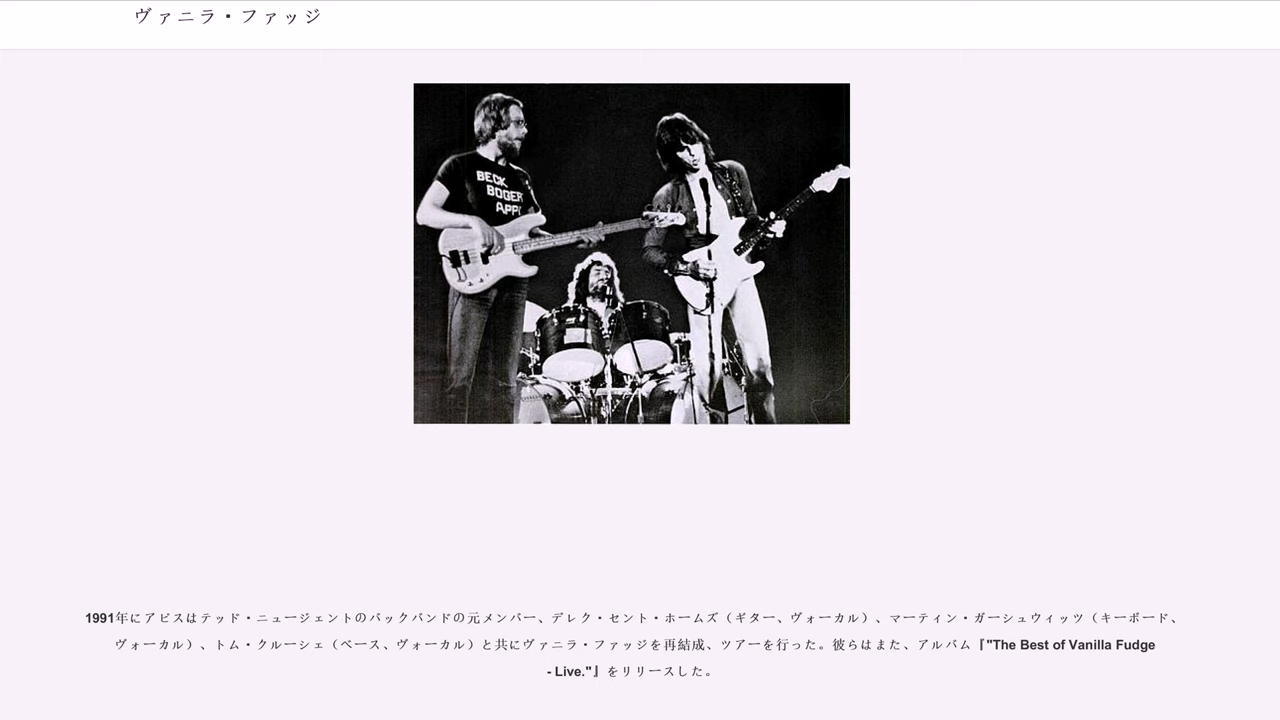 ヴァニラ・ファッジ
BECK
BOGER
APPI
1991年にアピスはテッド・ニュージェントのバックバンドの元メンバー、デレク・セント・ホームズ（ギター、ヴォーカル）、マーティン・ガーシュウィッツ（キーボード、
ヴォーカル）、トム・クルーシェ（ベース、ヴォーカル）と共にヴァニラ・ファッジを再結成、ツアーを行った。彼らはまた、アルバム『"The Best of Vanilla Fudge
- Live."』をリリースした。